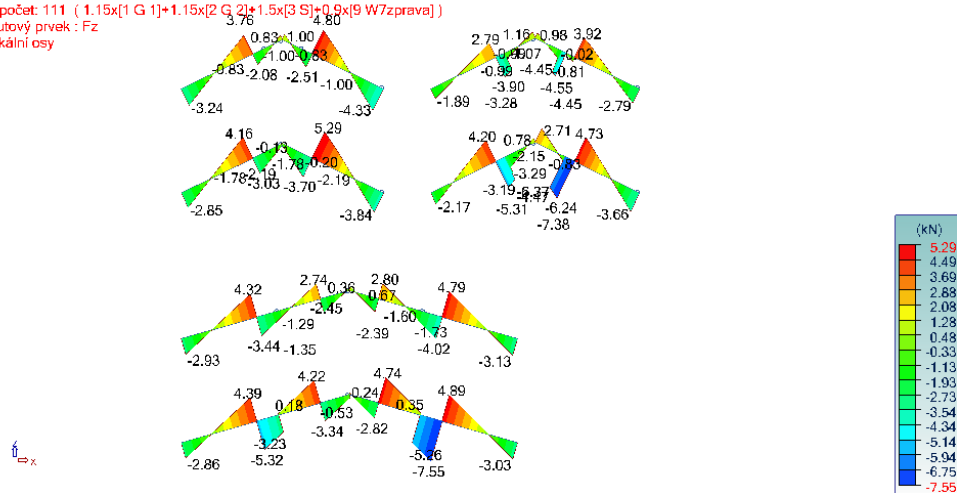 počet: 111 ( 1.15x[1 G 1]+1.15x[2 G 2]+1.5x[3 S]+0.9x[9 W7zprava] )
utový prvek : Fz
kální osy
3.76 0.83 -1.00 4.80
-0.83 -2.08 -1.00 -2.51 -0.83 -1.00
-3.24 -4.33
2.79 1.16 -0.98 3.92
-0.99 -4.45 -0.81 -0.02
-3.90 -4.55
-1.89 -3.28 -4.45 -2.79
4.16 -0.13 5.29
-1.78 -2.19 -3.03 -1.78 -3.70 -0.20 -2.19
-2.85 -3.84
4.20 0.78 2.71 4.73
-2.15 -0.83
-3.29
-3.19 -6.37
-2.17 -5.31 -6.24 -3.66
-7.38
4.32 2.74 0.36 2.80 4.79
-2.45 0.67
-1.29 -1.60 -1.73
-3.44 -1.35 -2.39 -4.02
-2.93 -3.13
4.39 4.22 -0.24 4.74 4.89
0.18 -0.53 0.35
-3.23 -3.34 -2.82 -5.26
-2.86 -5.32 -7.55 -3.03
z
x
(kN)
5.29
4.49
3.69
2.88
2.08
1.28
0.48
-0.33
-1.13
-1.93
-2.73
-3.54
-4.34
-5.14
-5.94
-6.75
-7.55